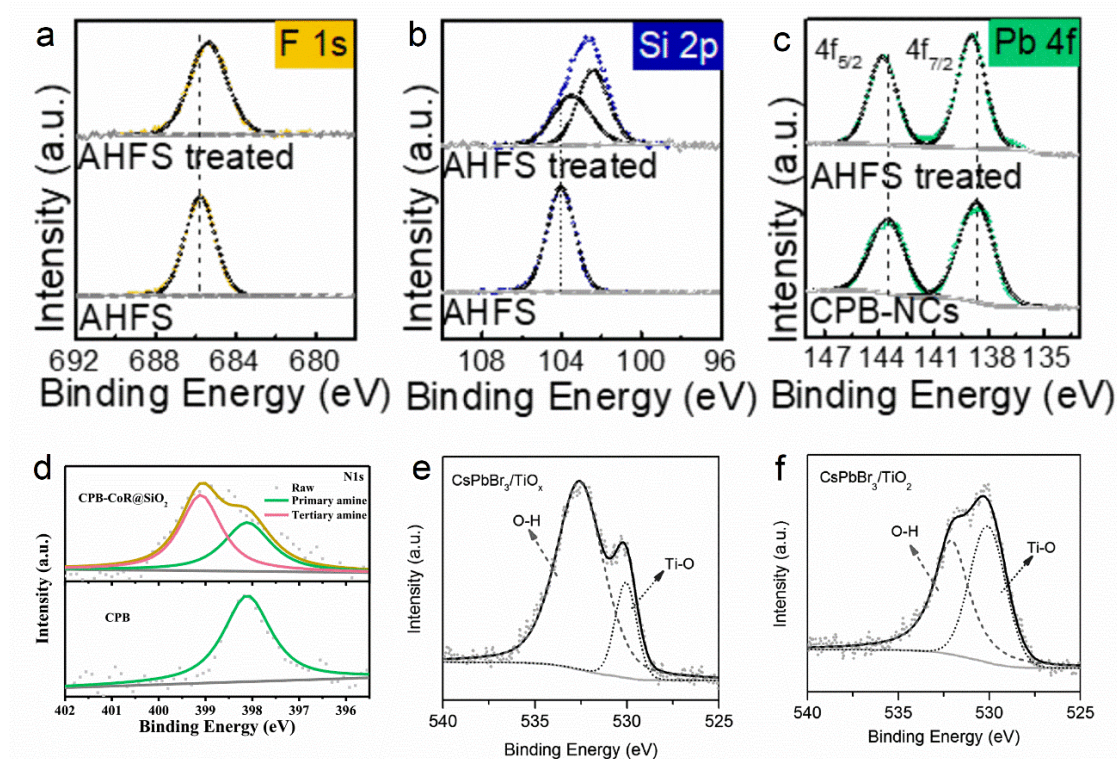 a
F 1s
Intensity (a.u.)
AHFS treated
AHFS
692 688 684 680
Binding Energy (eV)
b
Si 2p
Intensity (a.u.)
AHFS treated
AHFS
108 104 100 96
Binding Energy (eV)
c
4f5/2 4f7/2 Pb 4f
Intensity (a.u.)
AHFS treated
CPB-NCs
147 144 141 138 135
Binding Energy (eV)
d
N1s
CPB-CoR@SiO2
Raw
Primary amine
Tertiary amine
CPB
Intensity (a.u.)
402 401 400 399 398 397 396
Binding Energy (eV)
e
CsPbBr3/TiOx
O-H
Ti-O
Intensity (a.u.)
540 535 530 525
Binding Energy (eV)
f
CsPbBr3/TiO2
O-H
Ti-O
Intensity (a.u.)
540 535 530 525
Binding Energy (eV)